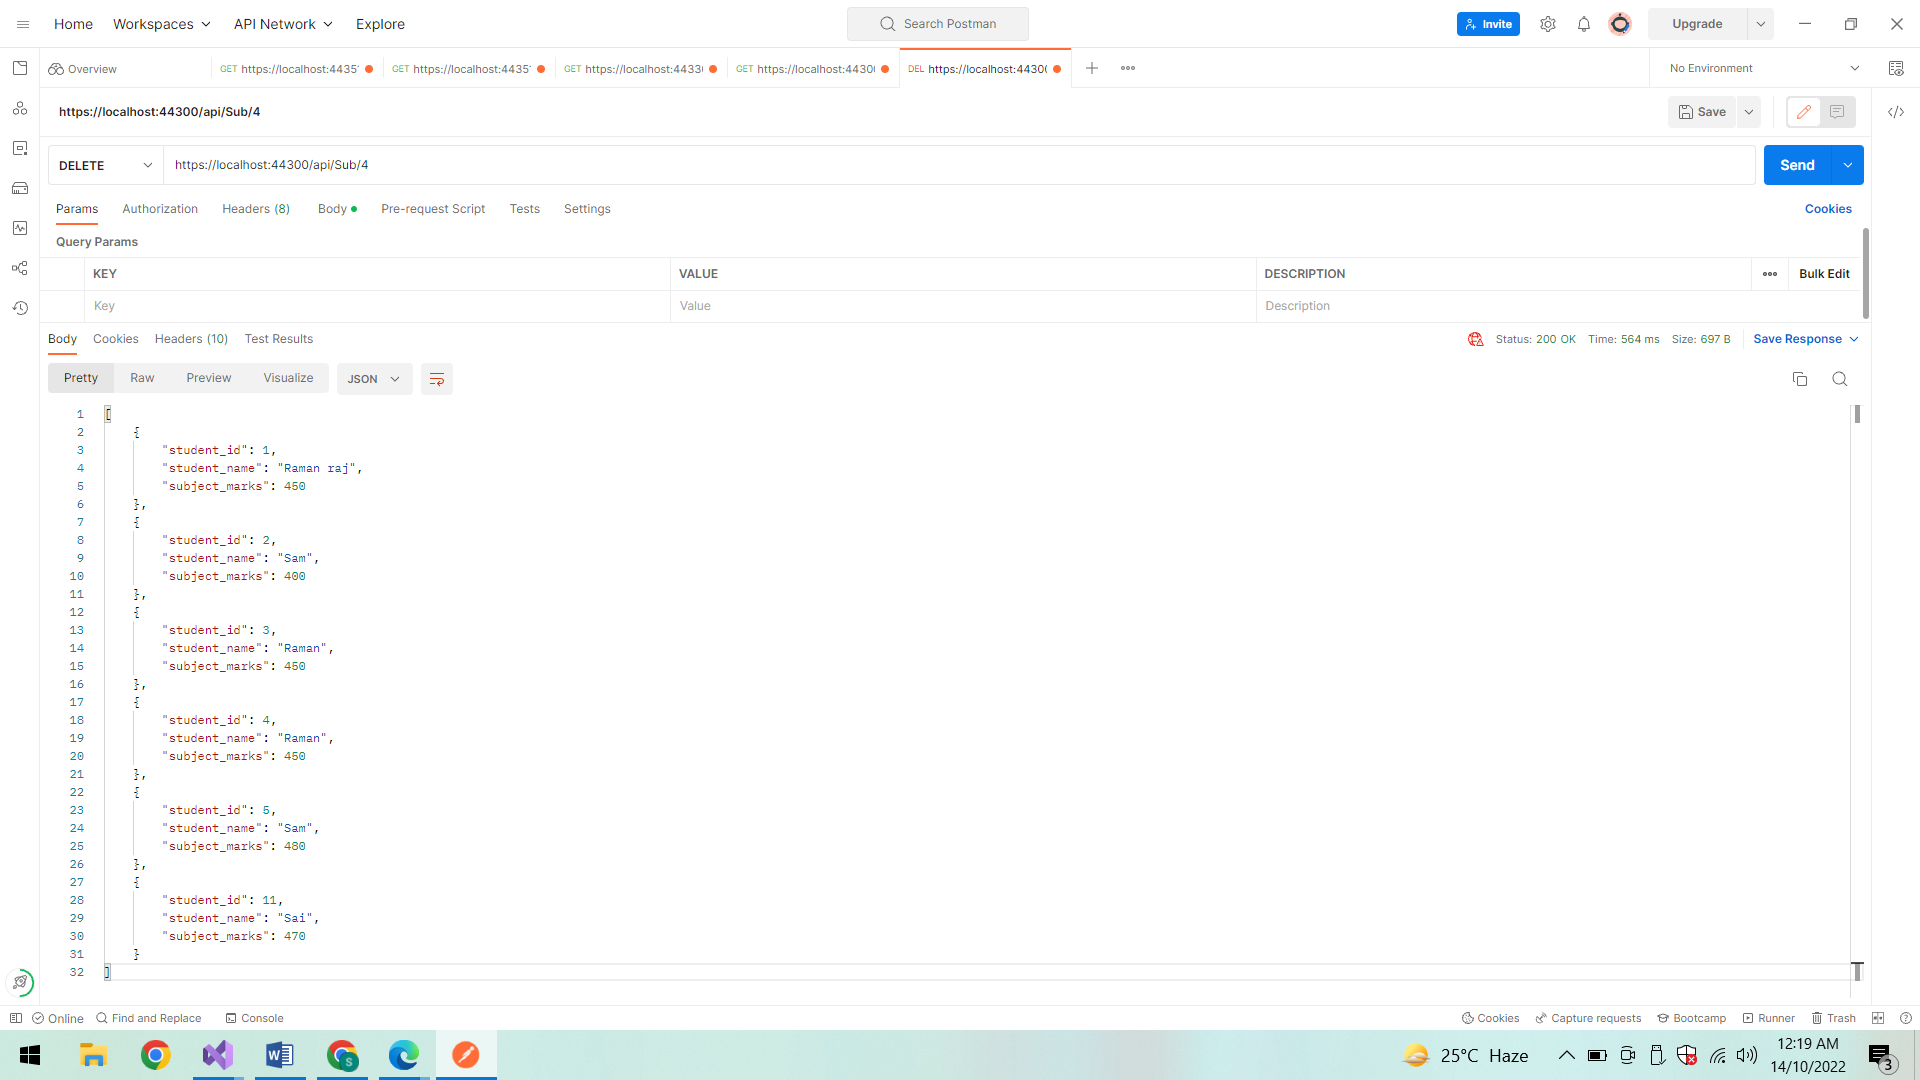 Home Workspaces API Network Explore Search Postman Invite Upgrade
Overview GET https://localhost:4435 GET https://localhost:4435 GET https://localhost:4433 GET https://localhost:4430 DEL https://localhost:4430 No Environment
https://localhost:44300/api/Sub/4 Save
DELETE https://localhost:44300/api/Sub/4 Send
Params Authorization Headers (8) Body Pre-request Script Tests Settings Cookies
Query Params
KEY VALUE DESCRIPTION Bulk Edit
Key Value Description
Body Cookies Headers (10) Test Results Status: 200 OK Time: 564 ms Size: 697 B Save Response
Pretty Raw Preview Visualize JSON
1 [
2 {
3 "student_id": 1,
4 "student_name": "Raman raj",
5 "subject_marks": 450
6 },
7 {
8 "student_id": 2,
9 "student_name": "Sam",
10 "subject_marks": 400
11 },
12 {
13 "student_id": 3,
14 "student_name": "Raman",
15 "subject_marks": 450
16 },
17 {
18 "student_id": 4,
19 "student_name": "Raman",
20 "subject_marks": 450
21 },
22 {
23 "student_id": 5,
24 "student_name": "Sam",
25 "subject_marks": 480
26 },
27 {
28 "student_id": 11,
29 "student_name": "Sai",
30 "subject_marks": 470
31 }
32 ]
Online Find and Replace Console Cookies Capture requests Bootcamp Runner Trash
25°C Haze 12:19 AM
14/10/2022 3